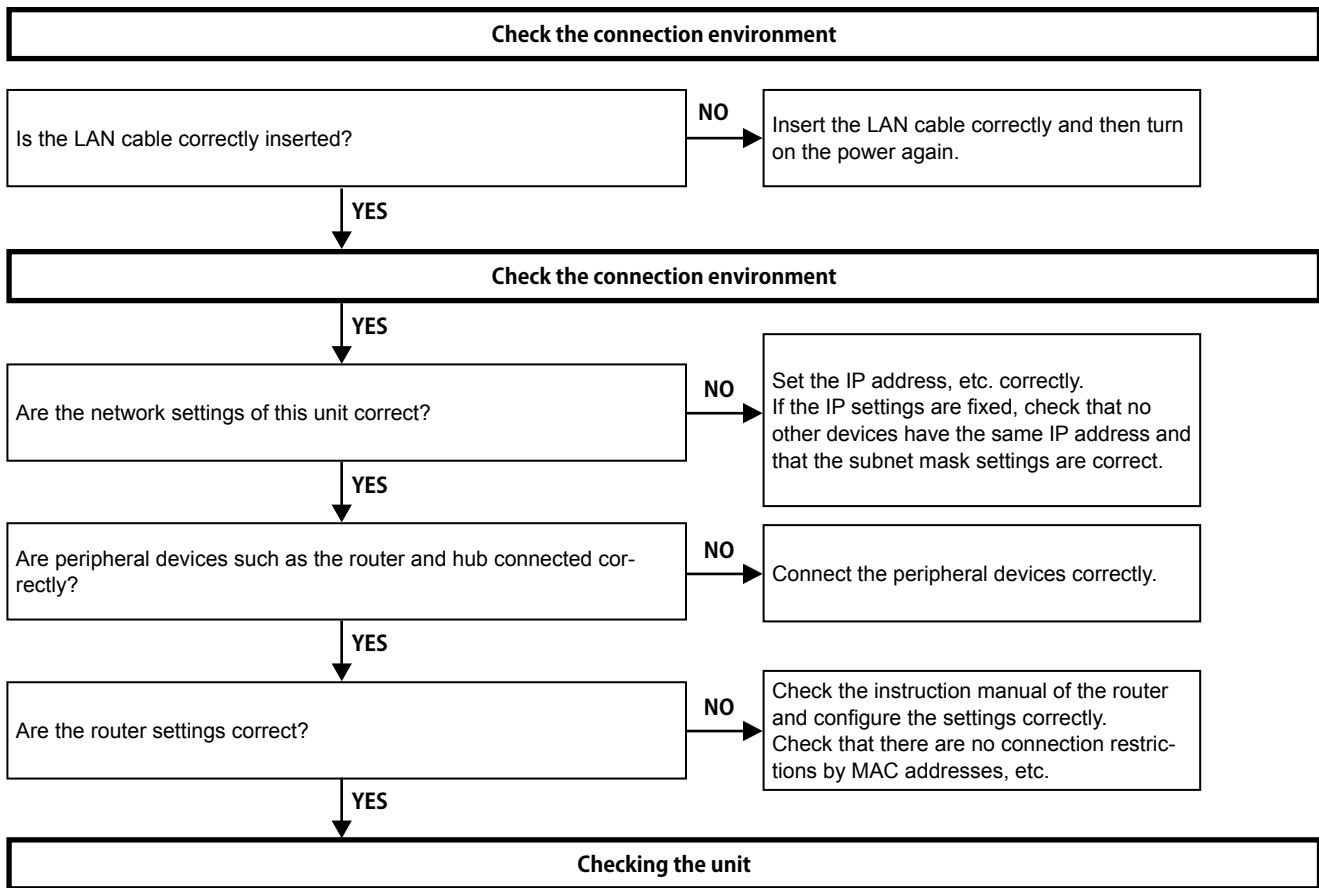 Check the connection environment
Is the LAN cable correctly inserted?
NO
Insert the LAN cable correctly and then turn
on the power again.
YES
Check the connection environment
YES
Are the network settings of this unit correct?
NO
Set the IP address, etc. correctly.
If the IP settings are fixed, check that no
other devices have the same IP address and
that the subnet mask settings are correct.
YES
Are peripheral devices such as the router and hub connected cor-
rectly?
NO
Connect the peripheral devices correctly.
YES
Are the router settings correct?
NO
Check the instruction manual of the router
and configure the settings correctly.
Check that there are no connection restric-
tions by MAC addresses, etc.
YES
Checking the unit